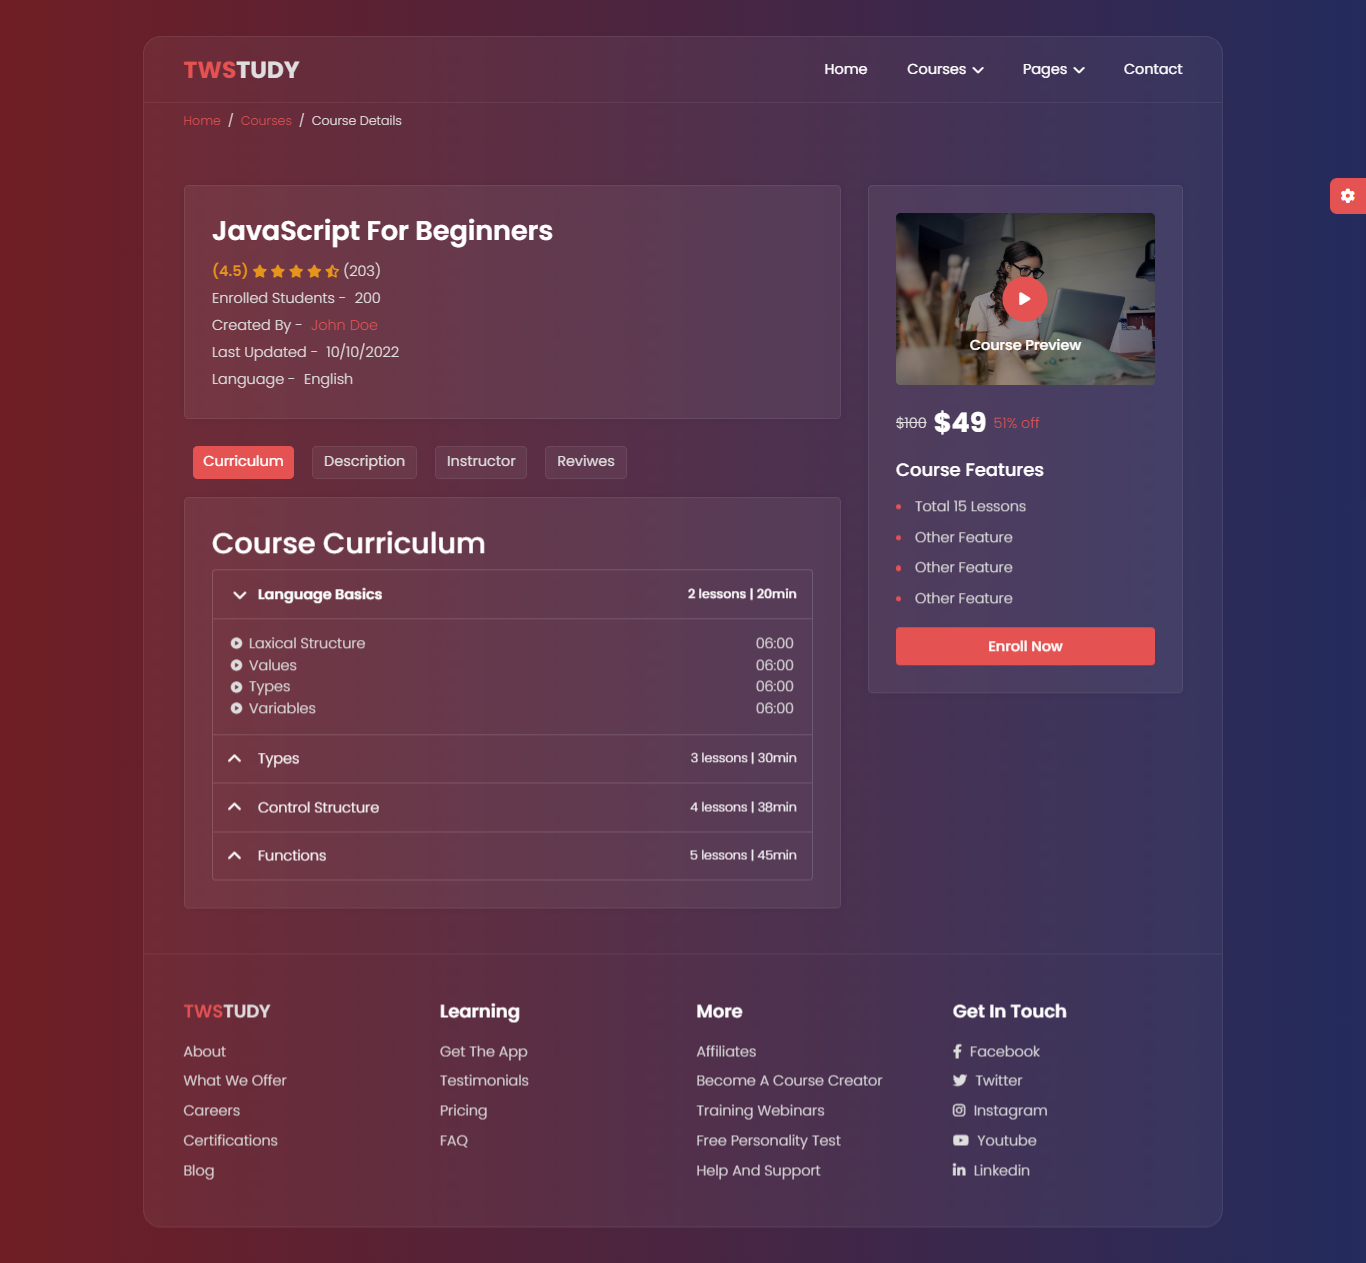 TWSTUDY
Home Courses Pages Contact
Home / Courses / Course Details
JavaScript For Beginners
(4.5) (203)
Enrolled Students - 200
Created By - John Doe
Last Updated - 10/10/2022
Language - English
Course Preview
$100 $49 51% off
Course Features
Total 15 Lessons
Other Feature
Other Feature
Other Feature
Enroll Now
Curriculum Description Instructor Reviwes
Course Curriculum
Language Basics 2 lessons | 20min
Laxical Structure 06:00
Values 06:00
Types 06:00
Variables 06:00
Types 3 lessons | 30min
Control Structure 4 lessons | 38min
Functions 5 lessons | 45min
TWSTUDY
About
What We Offer
Careers
Certifications
Blog
Learning
Get The App
Testimonials
Pricing
FAQ
More
Affiliates
Become A Course Creator
Training Webinars
Free Personality Test
Help And Support
Get In Touch
Facebook
Twitter
Instagram
Youtube
Linkedin